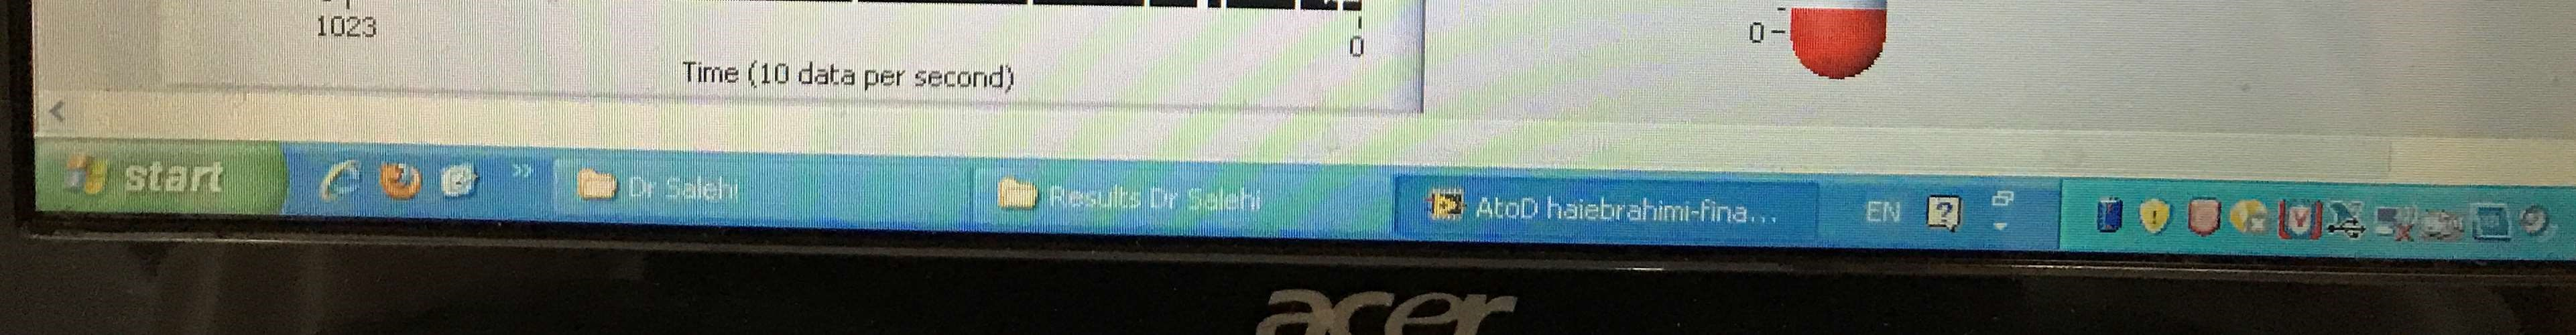 1023
0
0
Time (10 data per second)
start
Dr Salehi
Results Dr Salehi
AtoD haiebrahimi-fina...
EN
acer